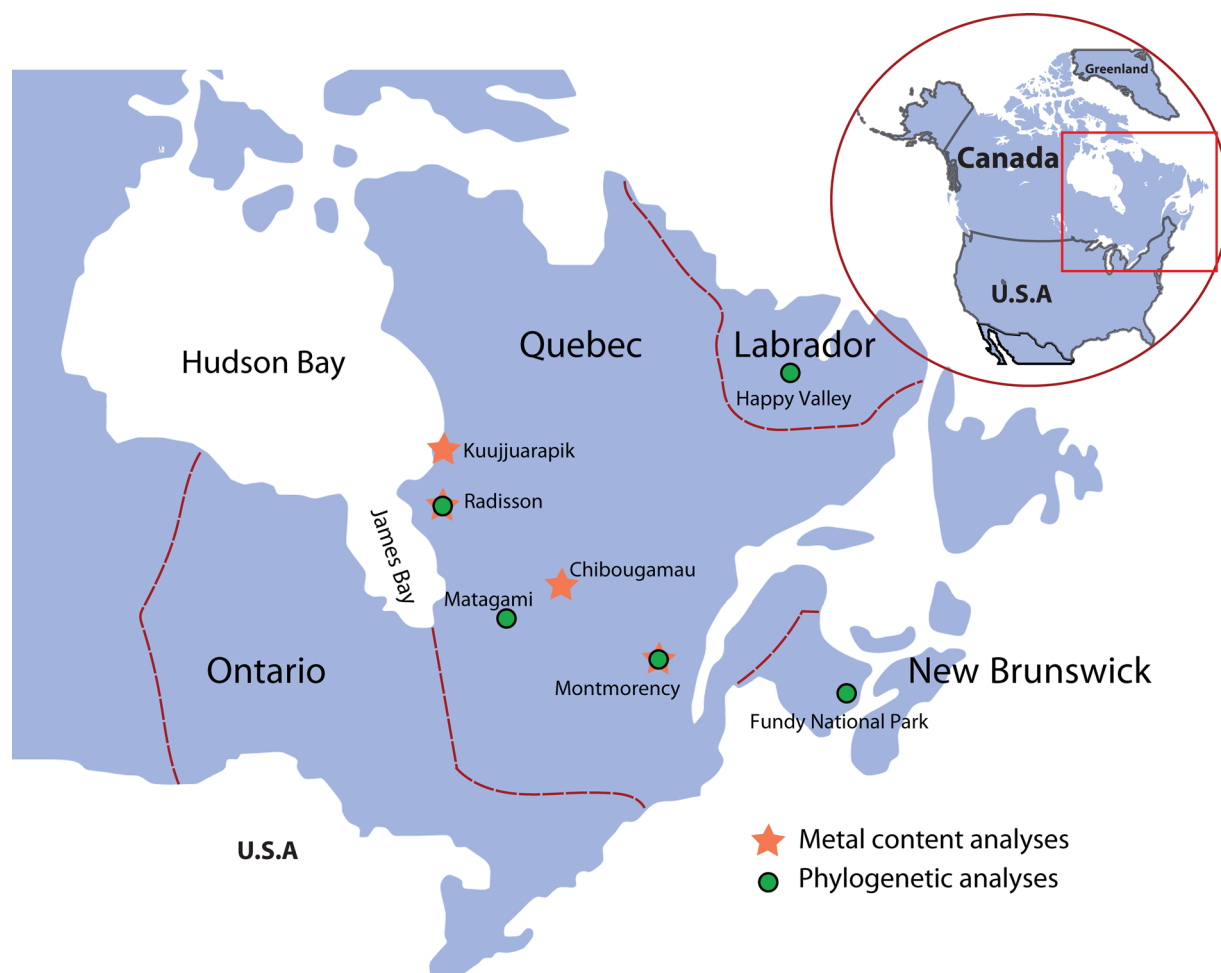 Greenland
Canada
U.S.A
Hudson Bay
Quebec
Labrador
Happy Valley
Kuujjuarapik
Radisson
James Bay
Chibougamau
Matagami
Ontario
Montmorency
New Brunswick
Fundy National Park
U.S.A
Metal content analyses
Phylogenetic analyses